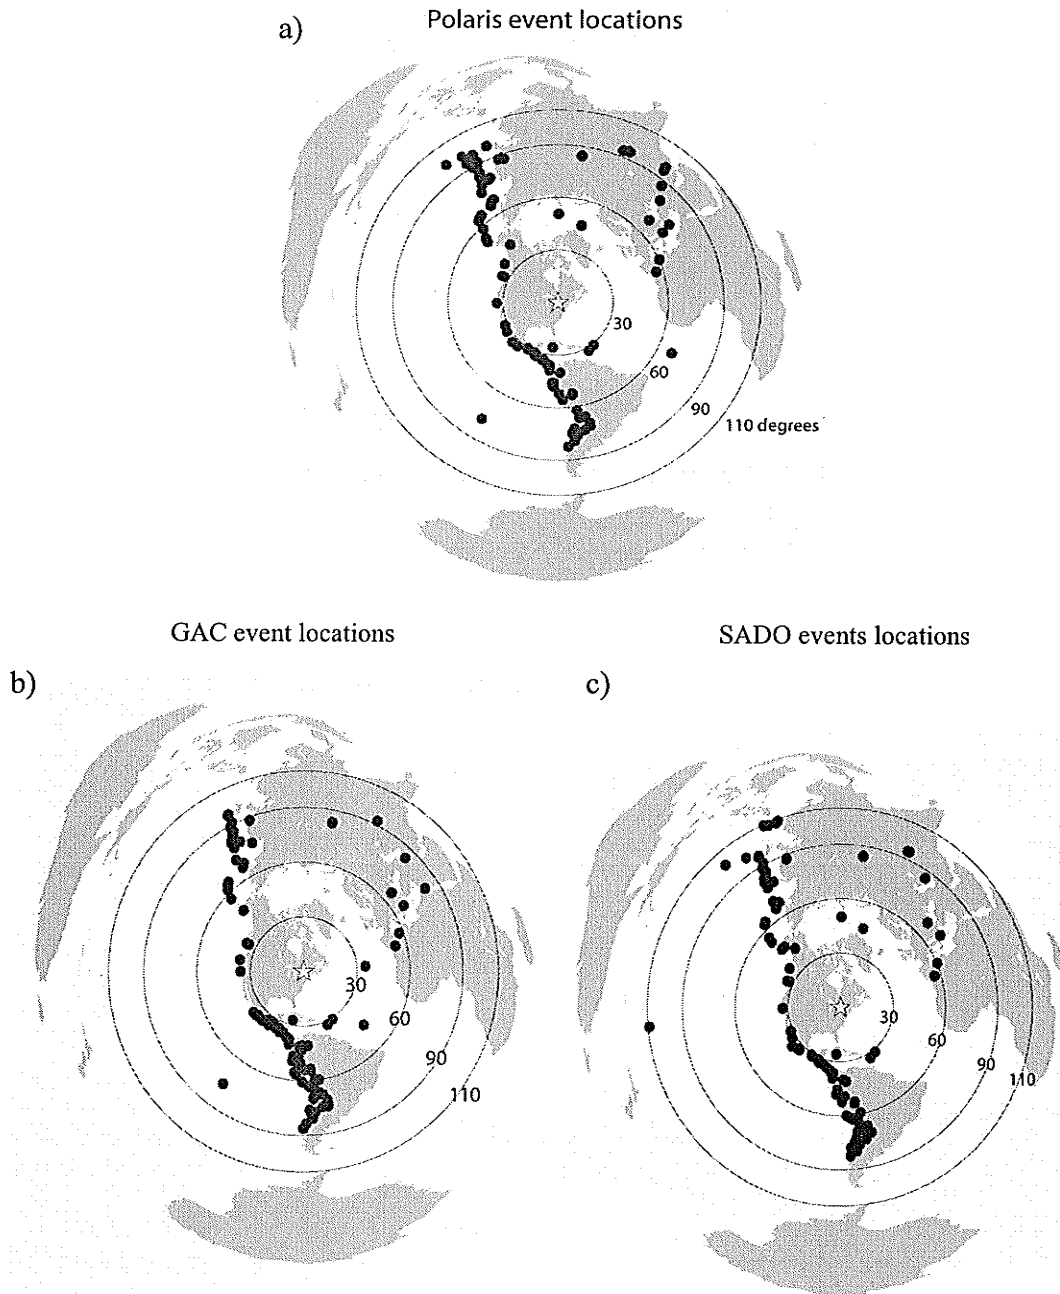 Polaris event locations
a)
30
60
90
110 degrees
GAC event locations
SADO events locations
b)
c)
30
60
90
110
30
60
90
110